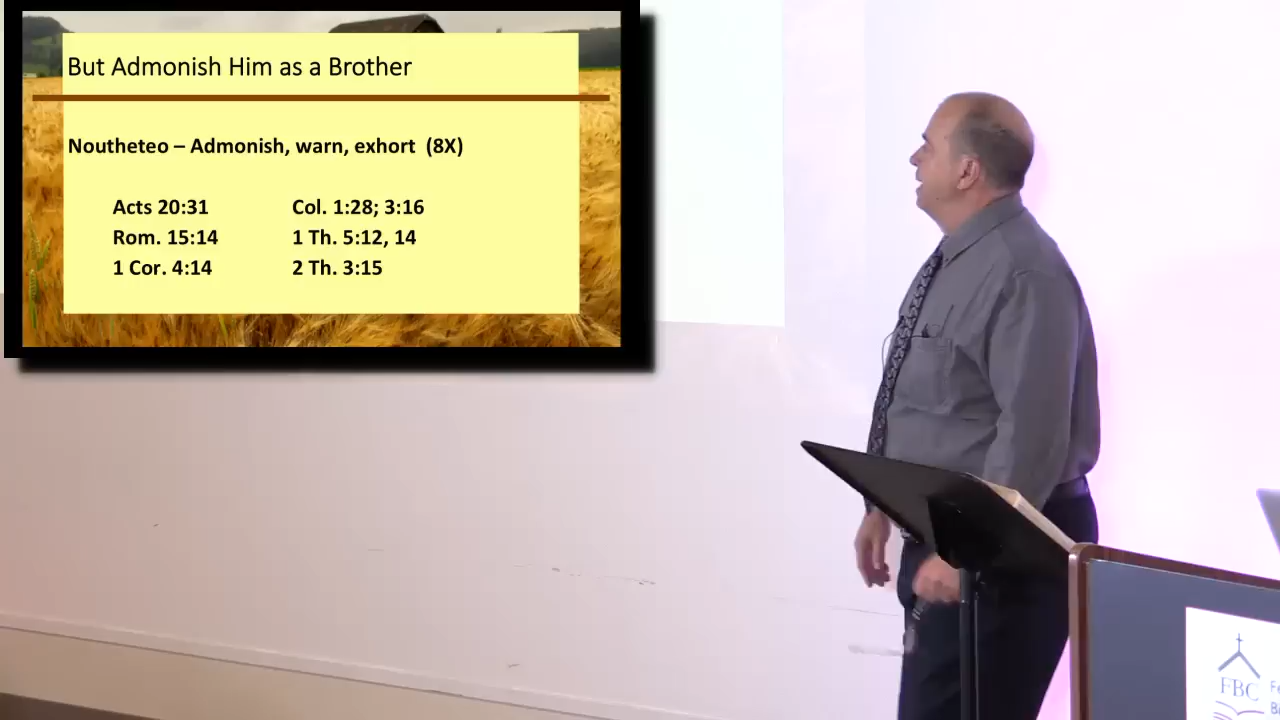 But Admonish Him as a Brother
Noutheteo – Admonish, warn, exhort (8X)
Acts 20:31
Rom. 15:14
1 Cor. 4:14
Col. 1:28; 3:16
1 Th. 5:12, 14
2 Th. 3:15
FBC